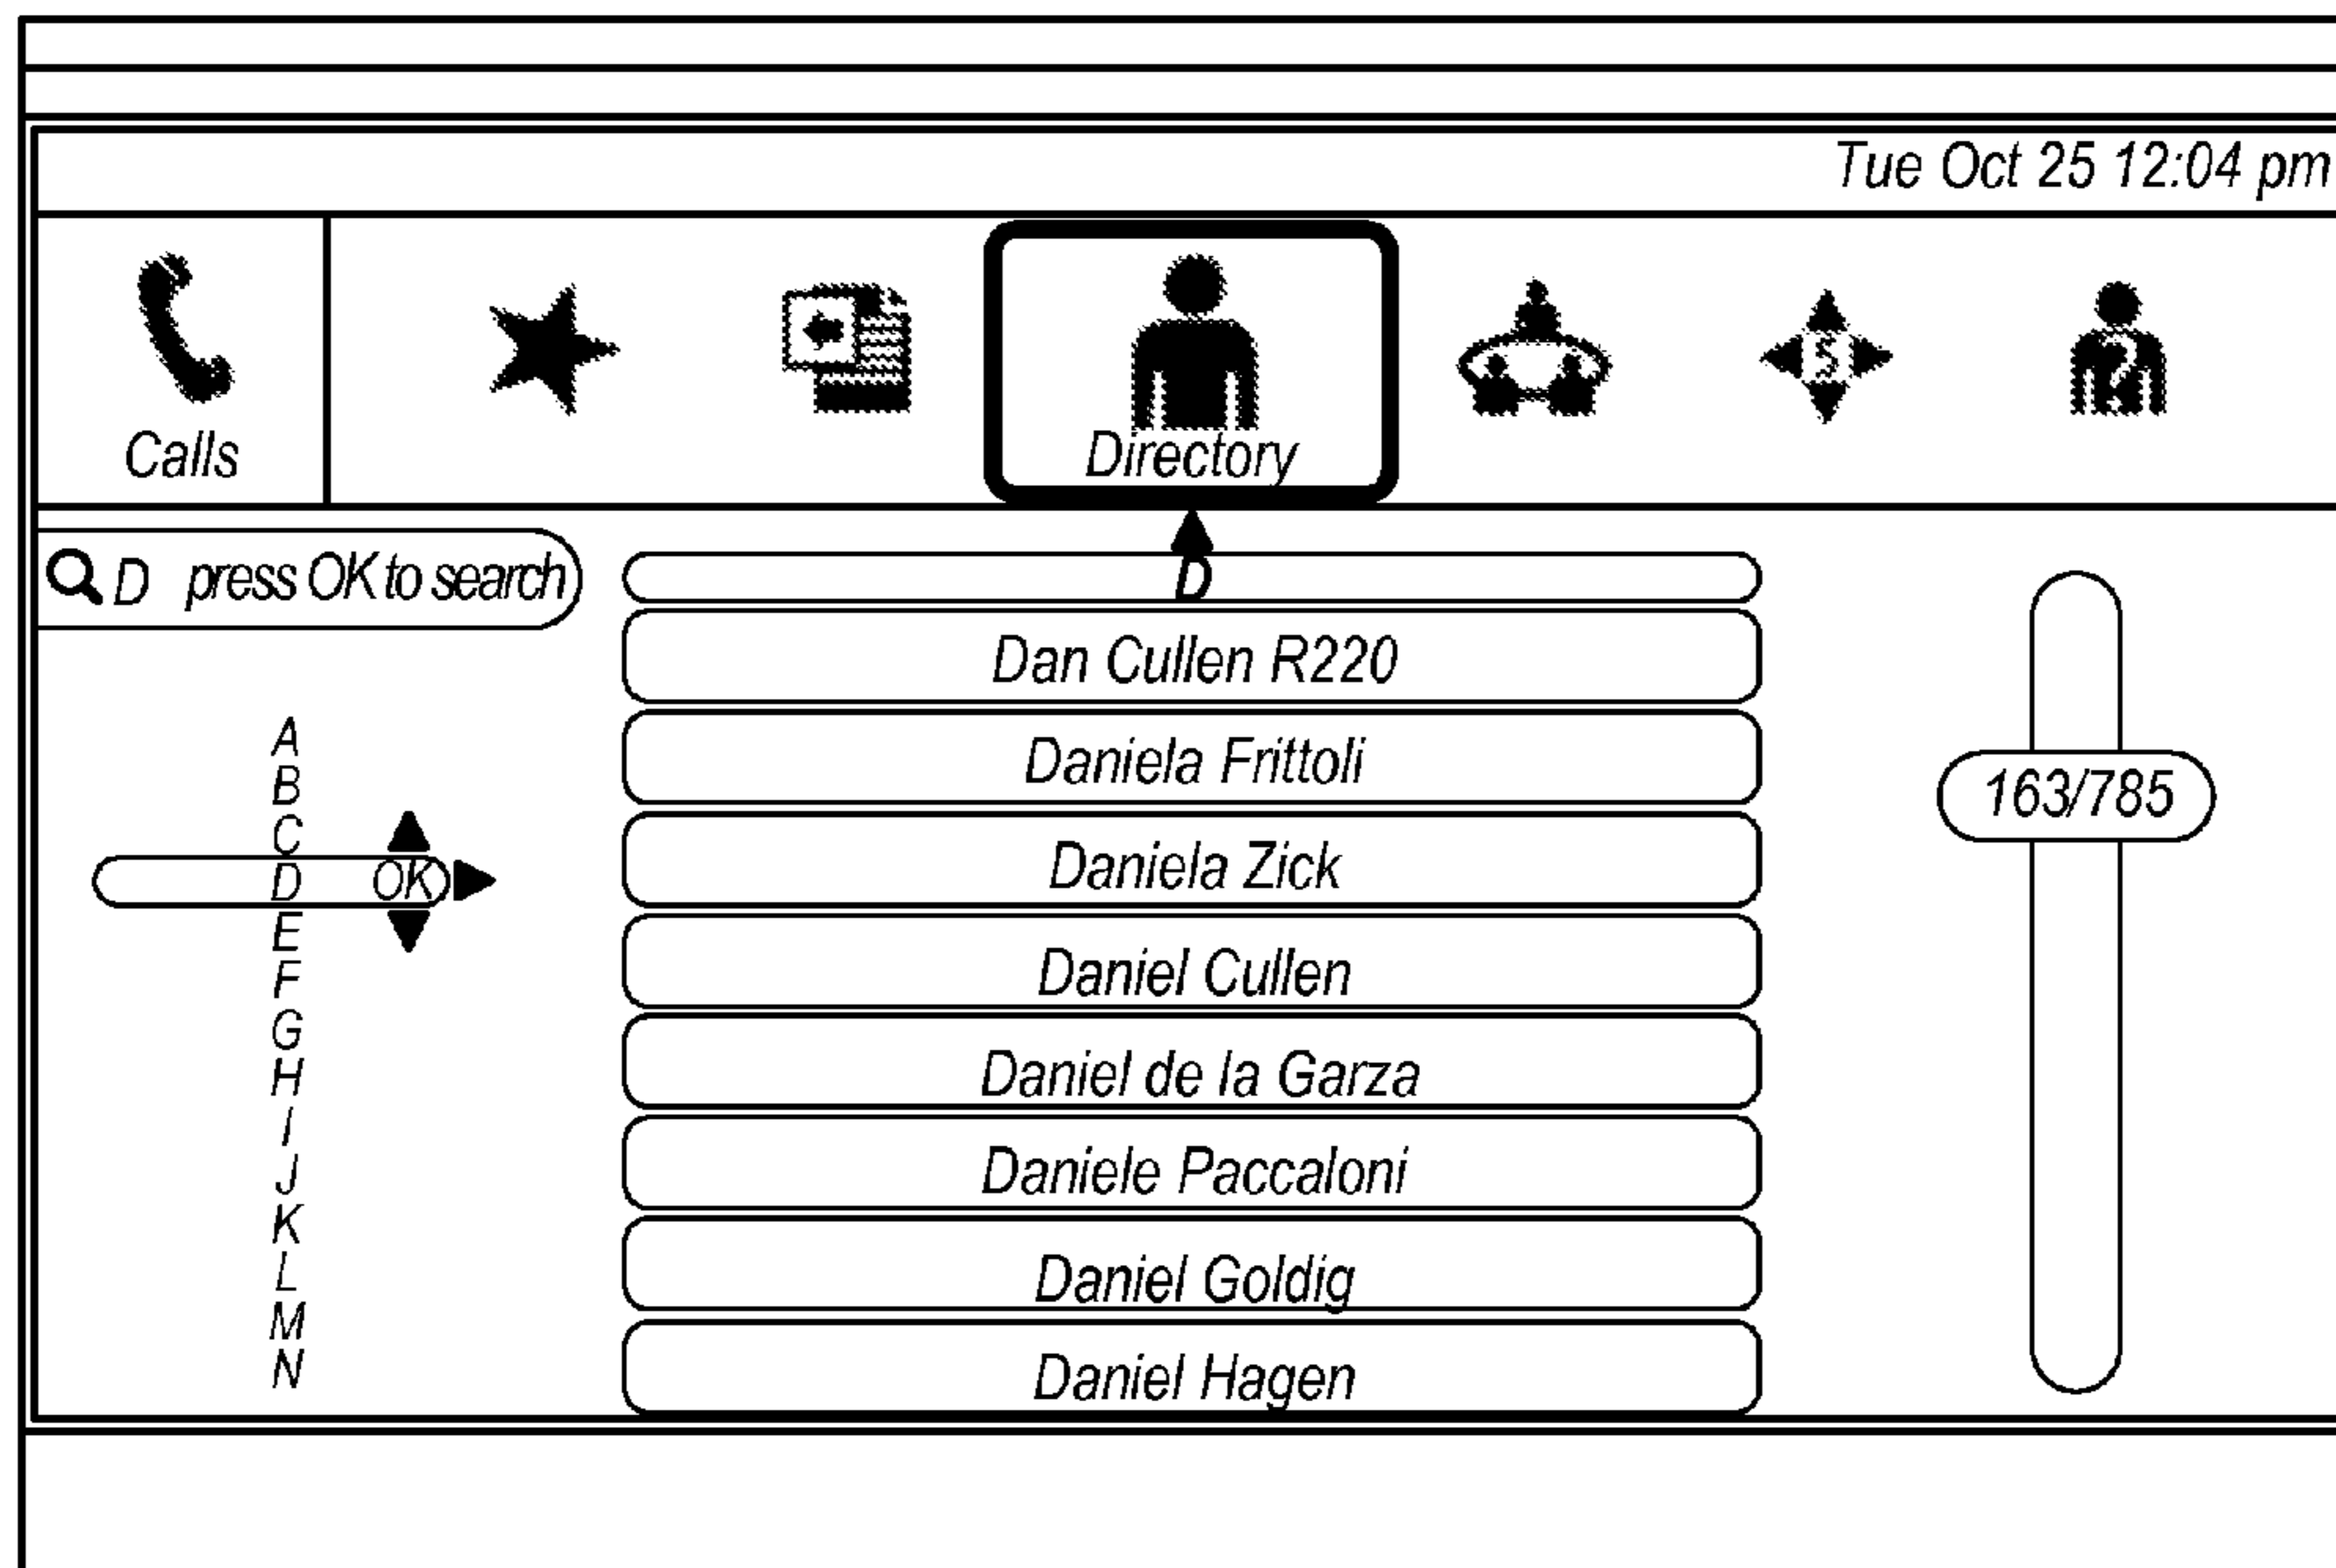 Tue Oct 25 12:04 pm
Calls
Directory
D press OK to search
D
Dan Cullen R220
Daniela Frittoli
Daniela Zick
Daniel Cullen
Daniel de la Garza
Daniele Paccaloni
Daniel Goldig
Daniel Hagen
A
B
C
D OK
E
F
G
H
I
J
K
L
M
N
163/785
S